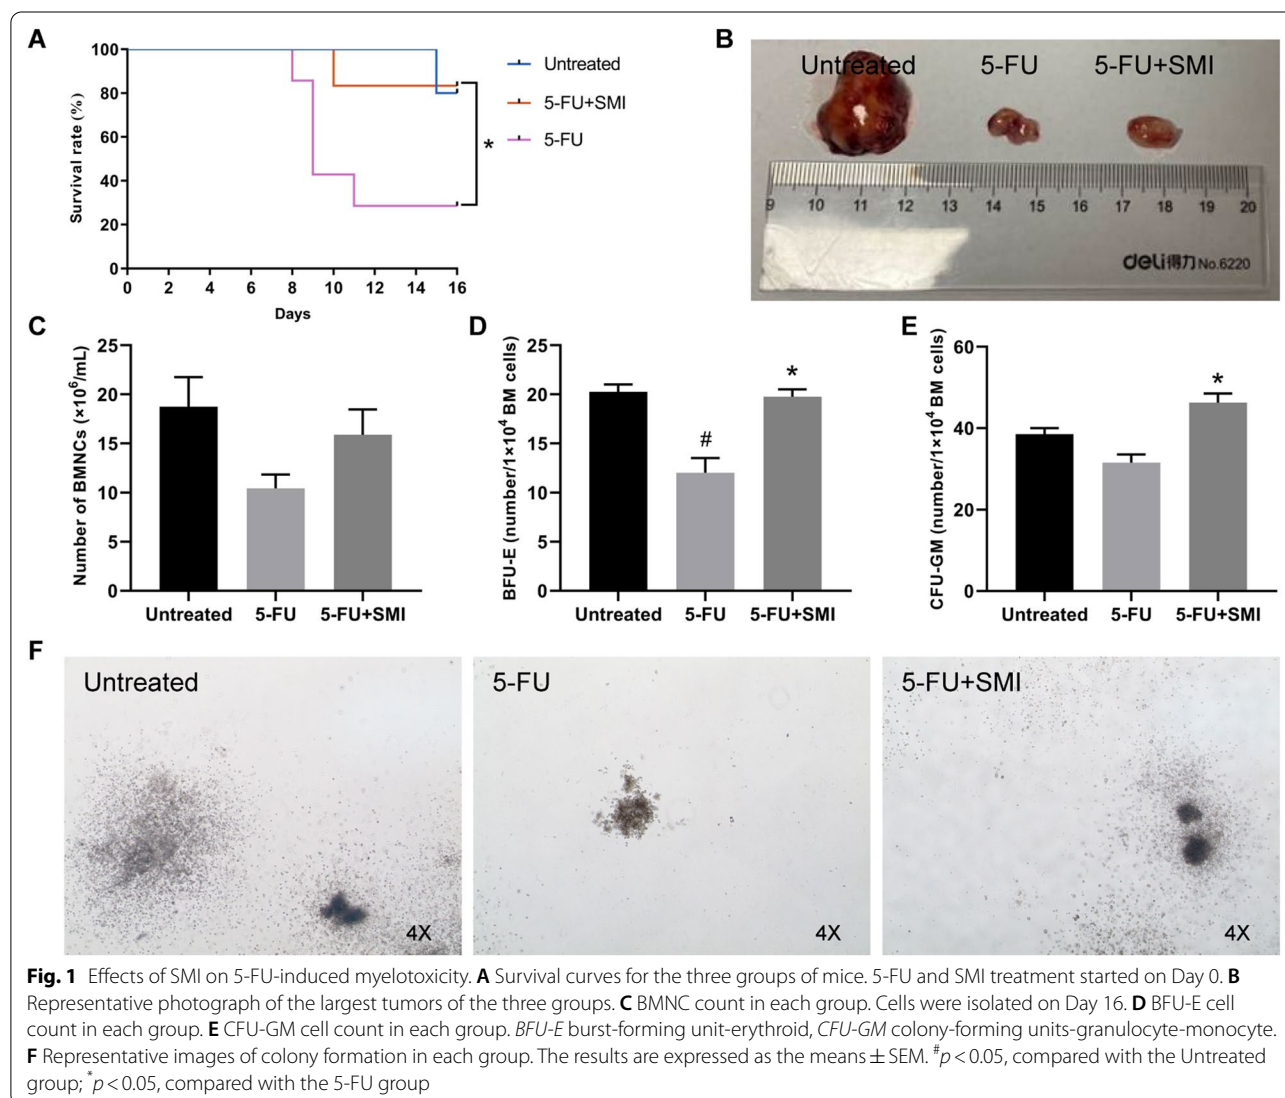 A
100
80
60
40
20
0
Survival rate (%)
0 2 4 6 8 10 12 14 16
Days
Untreated
5-FU+SMI
5-FU
*
B
Untreated 5-FU 5-FU+SMI
9 10 11 12 13 14 15 16 17 18 19 20
deli得力 No.6220
C
Number of BMNCs (×10⁶/mL)
25
20
15
10
5
0
Untreated 5-FU 5-FU+SMI
D
BFU-E (number/1×10⁴ BM cells)
25
20
15
10
5
0
#
*
Untreated 5-FU 5-FU+SMI
E
CFU-GM (number/1×10⁴ BM cells)
60
40
20
0
*
Untreated 5-FU 5-FU+SMI
F
Untreated
4X
5-FU
4X
5-FU+SMI
4X
Fig. 1 Effects of SMI on 5-FU-induced myelotoxicity. A Survival curves for the three groups of mice. 5-FU and SMI treatment started on Day 0. B
Representative photograph of the largest tumors of the three groups. C BMNC count in each group. Cells were isolated on Day 16. D BFU-E cell
count in each group. E CFU-GM cell count in each group. BFU-E burst-forming unit-erythroid, CFU-GM colony-forming units-granulocyte-monocyte.
F Representative images of colony formation in each group. The results are expressed as the means ± SEM. #p < 0.05, compared with the Untreated
group; *p < 0.05, compared with the 5-FU group